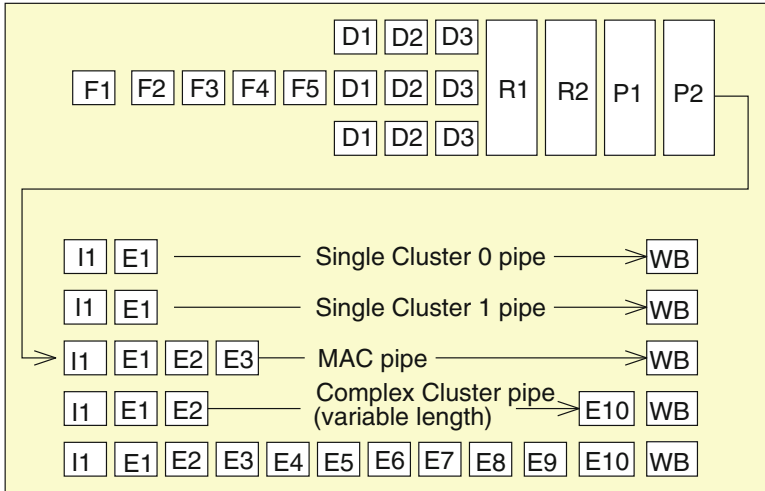 D1 D2 D3
F1 F2 F3 F4 F5 D1 D2 D3 R1 R2 P1 P2
D1 D2 D3
I1 E1 Single Cluster 0 pipe WB
I1 E1 Single Cluster 1 pipe WB
I1 E1 E2 E3 MAC pipe WB
I1 E1 E2 Complex Cluster pipe E10 WB
(variable length)
I1 E1 E2 E3 E4 E5 E6 E7 E8 E9 E10 WB